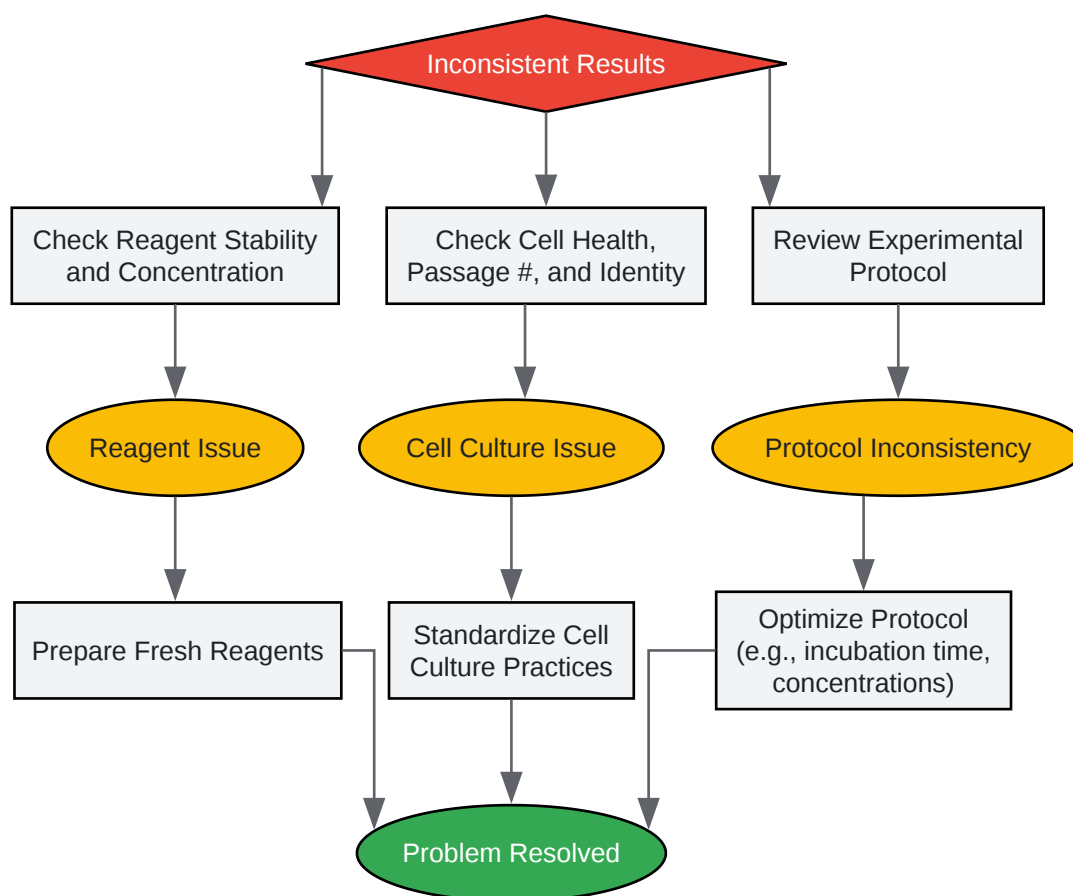 Inconsistent Results
Check Reagent Stability
and Concentration
Check Cell Health,
Passage #, and Identity
Review Experimental
Protocol
Reagent Issue
Cell Culture Issue
Protocol Inconsistency
Prepare Fresh Reagents
Standardize Cell
Culture Practices
Optimize Protocol
(e.g., incubation time,
concentrations)
Problem Resolved